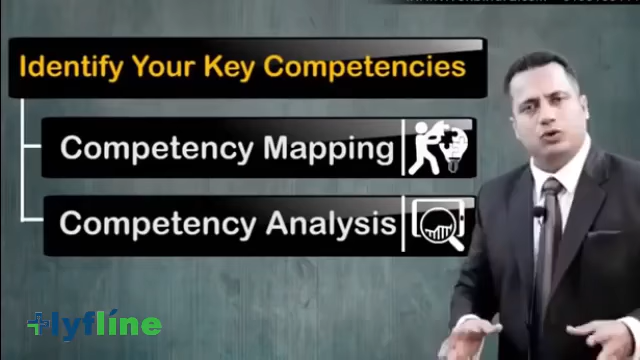 Identify Your Key Competencies
Competency Mapping
Competency Analysis
lyfline